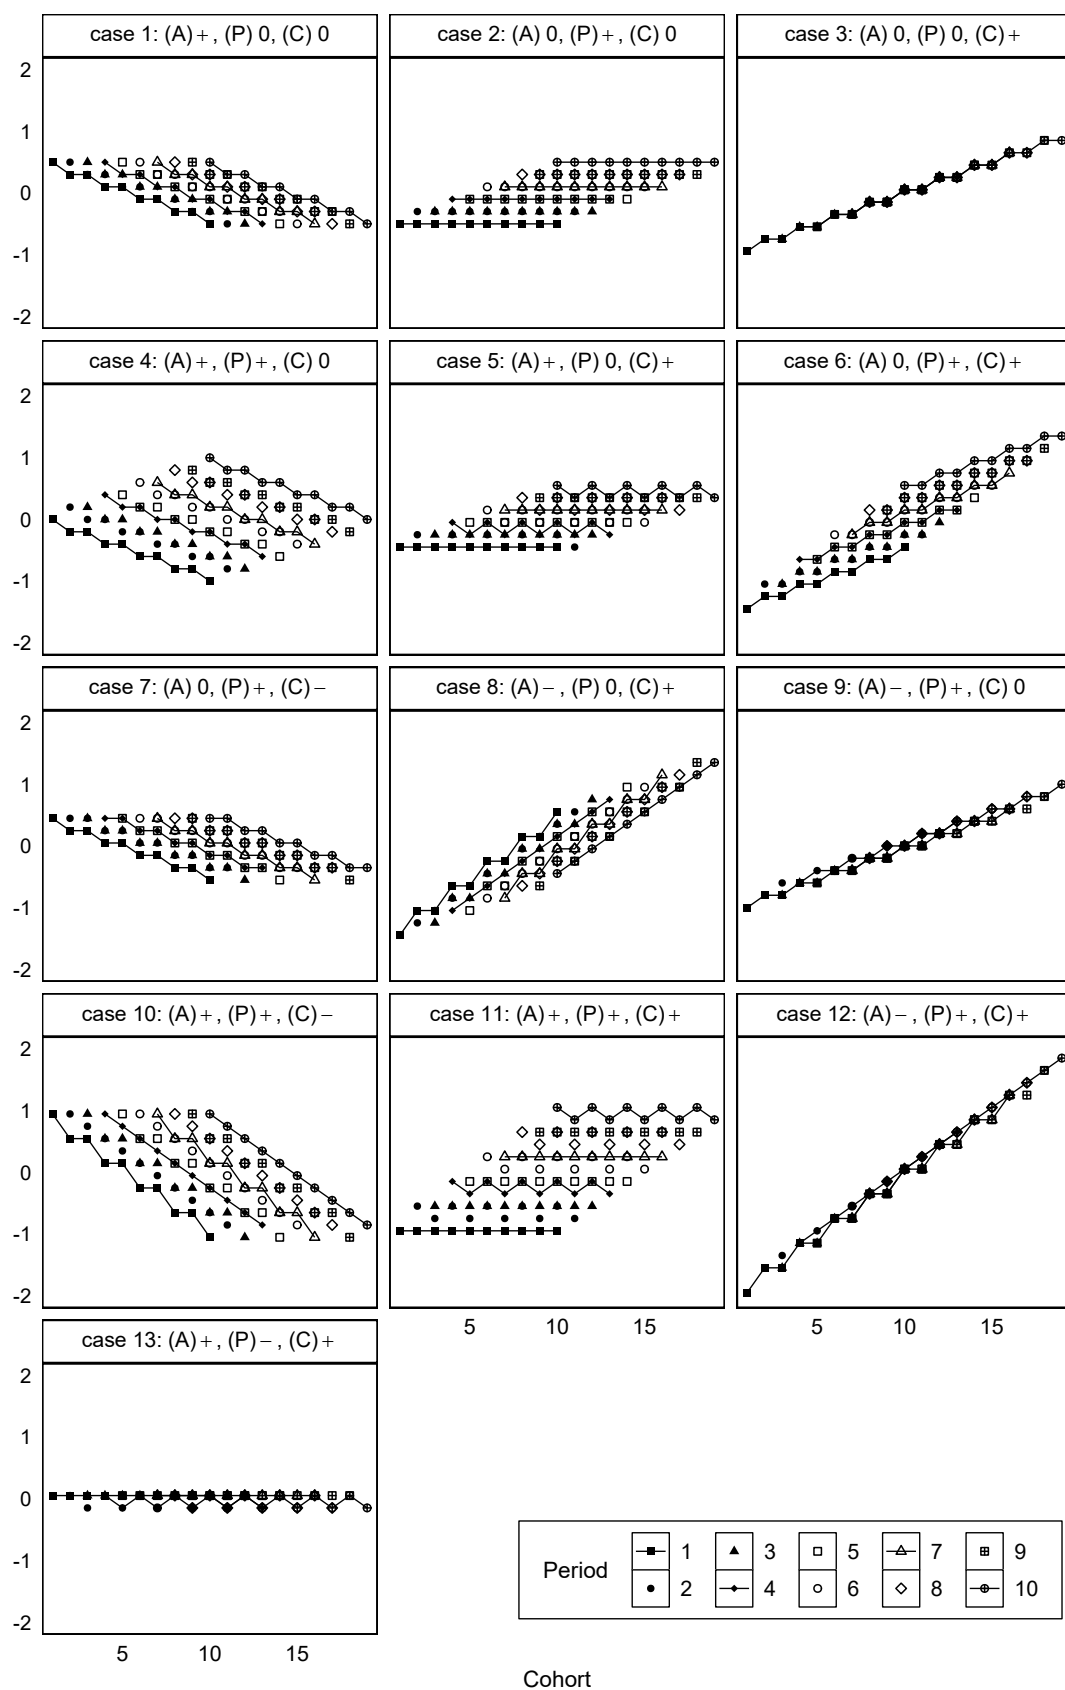 case 1: (A)+, (P) 0, (C) 0
case 2: (A) 0, (P)+, (C) 0
case 3: (A) 0, (P) 0, (C)+
2
1
0
-1
-2
case 4: (A)+, (P)+, (C) 0
case 5: (A)+, (P) 0, (C)+
case 6: (A) 0, (P)+, (C)+
2
1
0
-1
-2
case 7: (A) 0, (P)+, (C)−
case 8: (A)−, (P) 0, (C)+
case 9: (A)−, (P)+, (C) 0
2
1
0
-1
-2
case 10: (A)+, (P)+, (C)−
case 11: (A)+, (P)+, (C)+
case 12: (A)−, (P)+, (C)+
2
1
0
-1
-2
5 10 15
5 10 15
case 13: (A)+, (P)−, (C)+
2
1
0
-1
-2
5 10 15
Period
1 3 5 7 9
2 4 6 8 10
Cohort